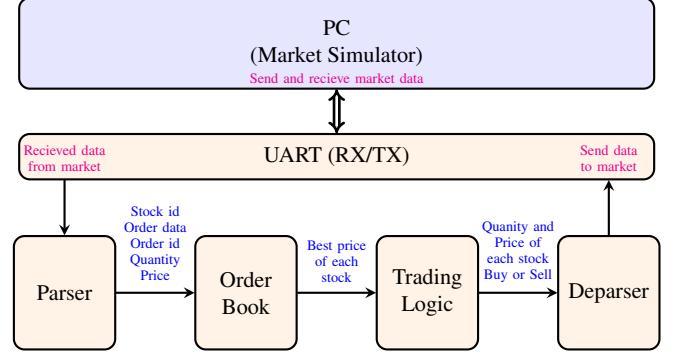 PC
(Market Simulator)
Send and recieve market data
Recieved data
from market
UART (RX/TX)
Send data
to market
Parser
Stock id
Order data
Order id
Quantity
Price
Order
Book
Best price
of each
stock
Trading
Logic
Quanity and
Price of
each stock
Buy or Sell
Deparser